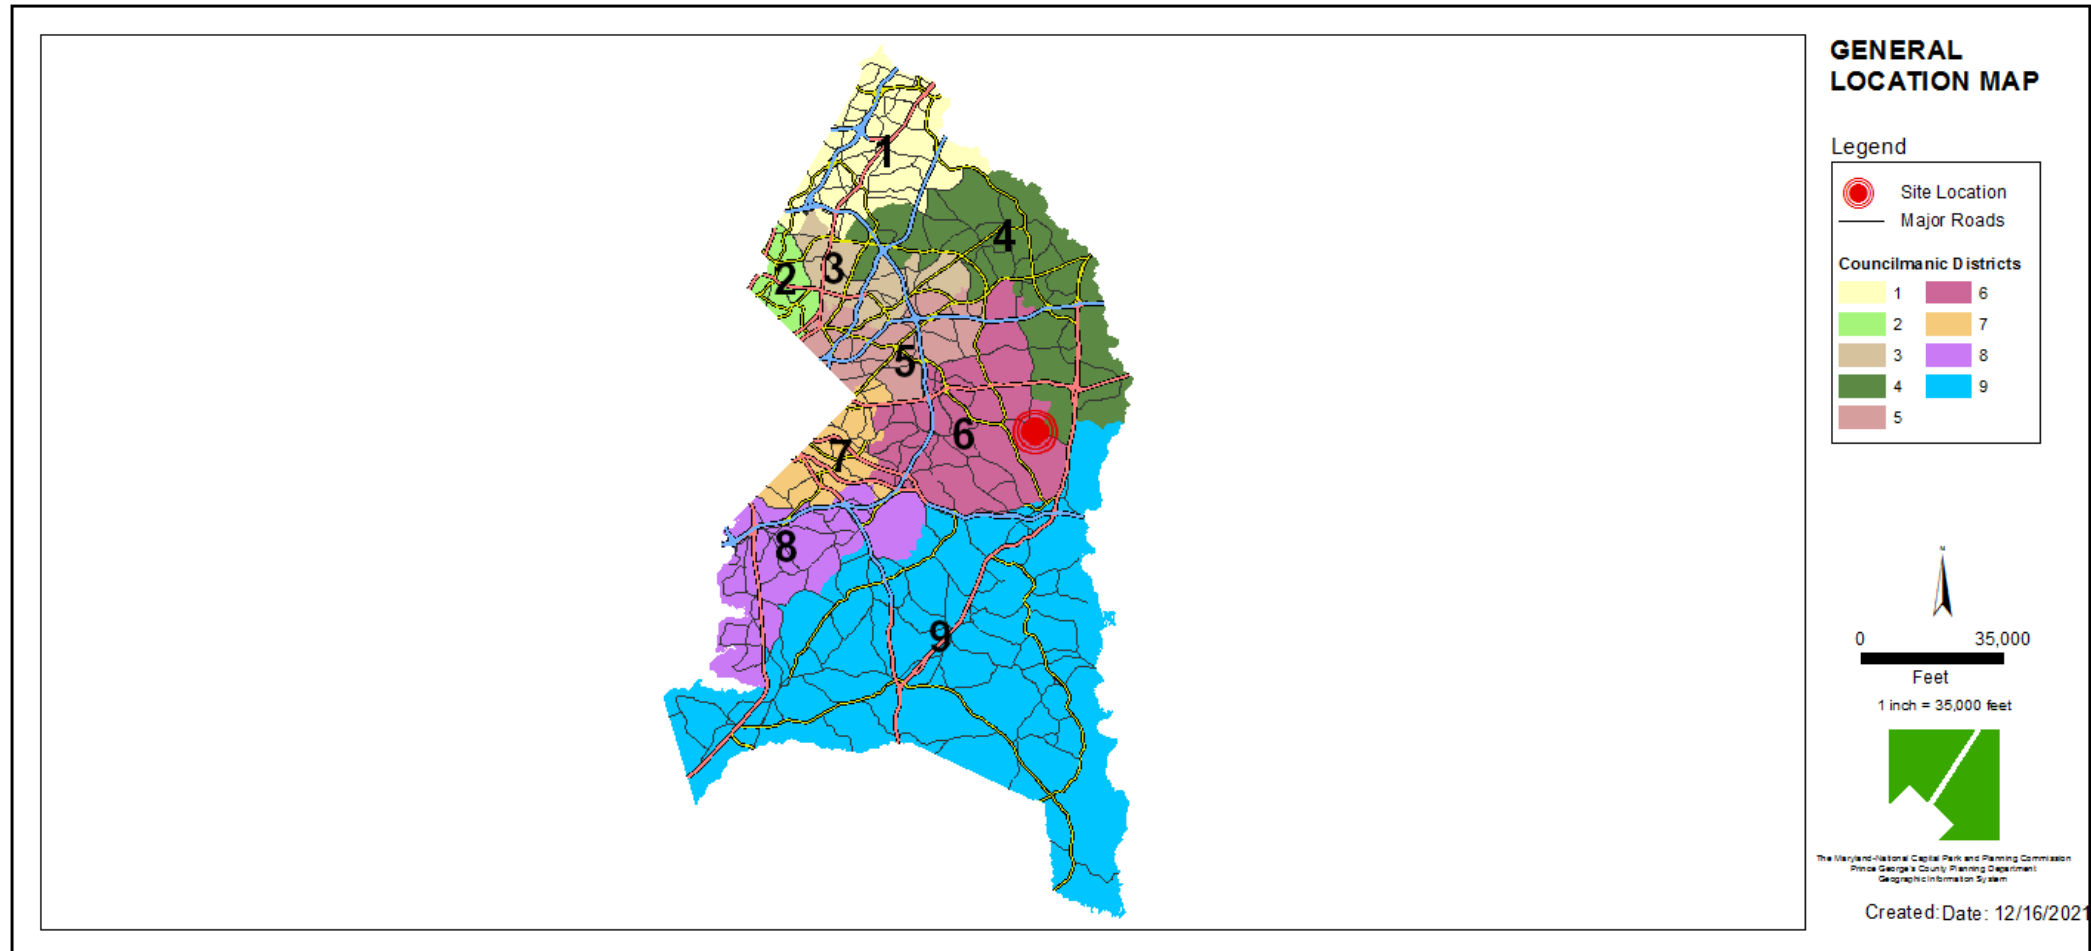 GENERAL
LOCATION MAP
Legend
Site Location
Major Roads
Councilmanic Districts
1 6
2 7
3 8
4 9
5
1
4
2 3
5
6
7
8
9
N
0 35,000
Feet
1 inch = 35,000 feet
The Maryland-National Capital Park and Planning Commission
Prince George's County Planning Department
Geographic Information System
Created: Date: 12/16/2021